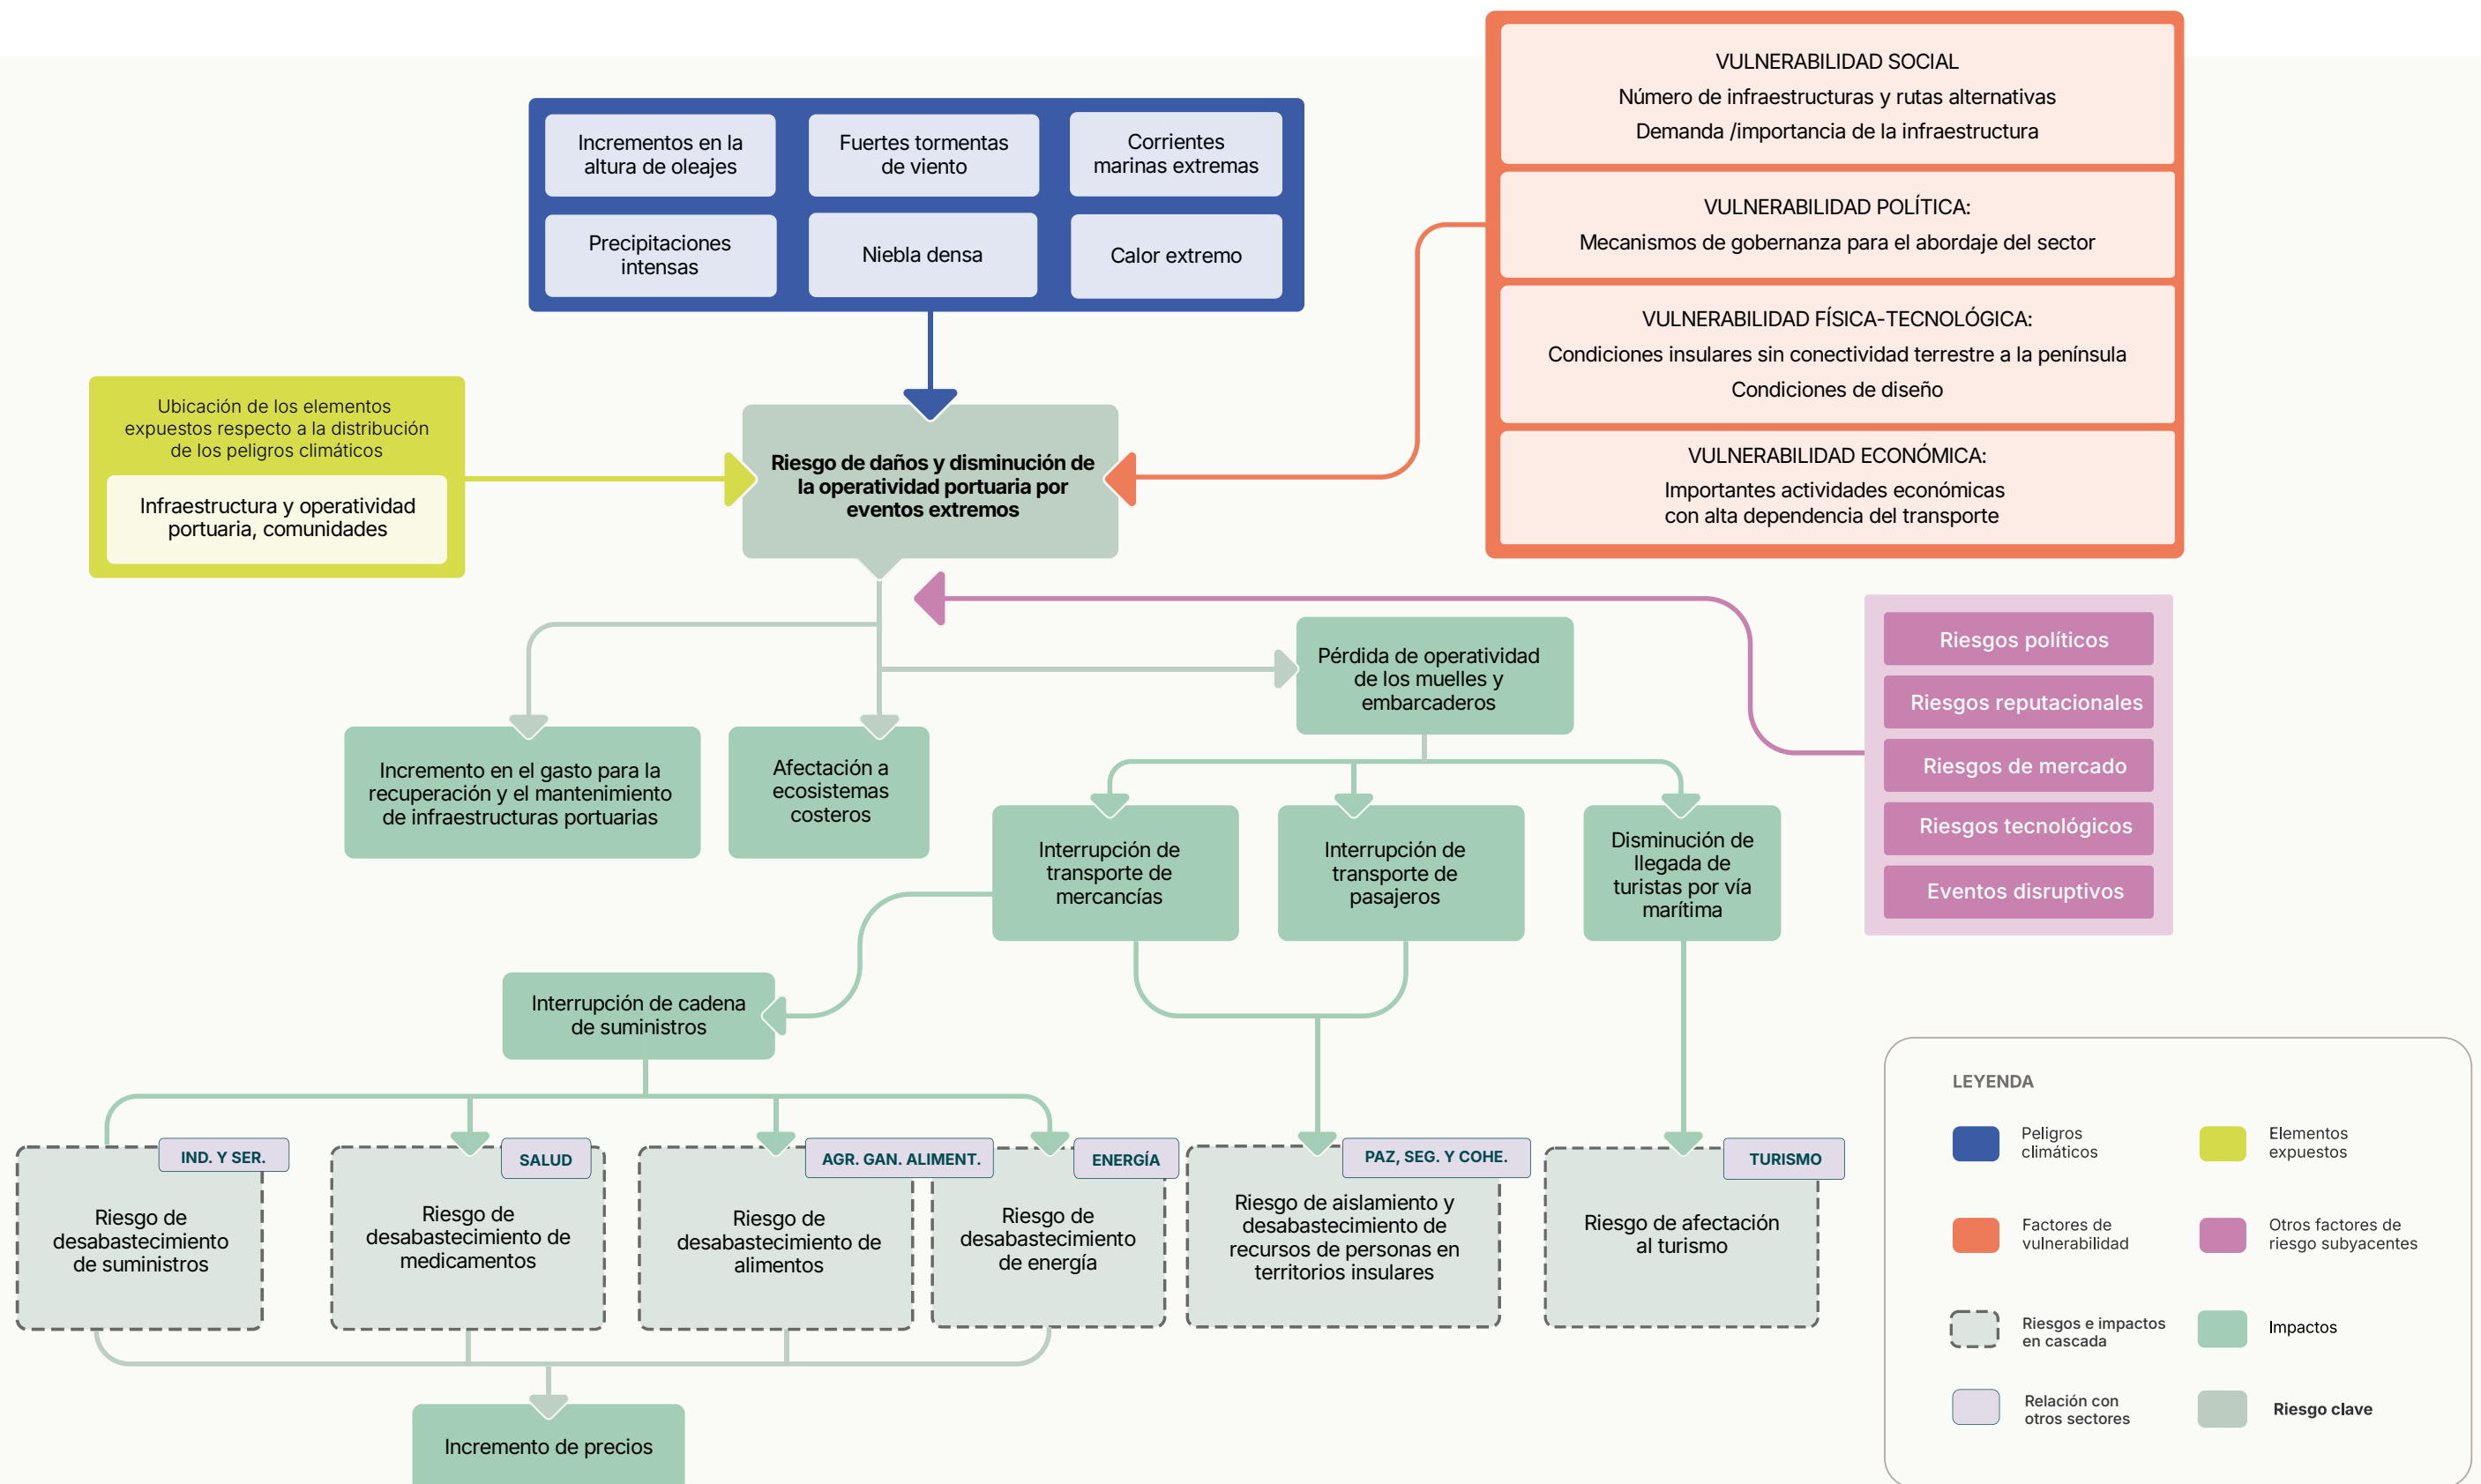 VULNERABILIDAD SOCIAL
Número de infraestructuras y rutas alternativas
Demanda /importancia de la infraestructura
VULNERABILIDAD POLÍTICA:
Mecanismos de gobernanza para el abordaje del sector
VULNERABILIDAD FÍSICA-TECNOLÓGICA:
Condiciones insulares sin conectividad terrestre a la península
Condiciones de diseño
VULNERABILIDAD ECONÓMICA:
Importantes actividades económicas
con alta dependencia del transporte
Incrementos en la
altura de oleajes
Fuertes tormentas
de viento
Corrientes
marinas extremas
Precipitaciones
intensas
Niebla densa
Calor extremo
Ubicación de los elementos
expuestos respecto a la distribución
de los peligros climáticos
Infraestructura y operatividad
portuaria, comunidades
Riesgo de daños y disminución de
la operatividad portuaria por
eventos extremos
Riesgos políticos
Riesgos reputacionales
Riesgos de mercado
Riesgos tecnológicos
Eventos disruptivos
Pérdida de operatividad
de los muelles y
embarcaderos
Incremento en el gasto para la
recuperación y el mantenimiento
de infraestructuras portuarias
Afectación a
ecosistemas
costeros
Interrupción de
transporte de
mercancías
Interrupción de
transporte de
pasajeros
Disminución de
llegada de
turistas por vía
marítima
Interrupción de cadena
de suministros
IND. Y SER.
Riesgo de
desabastecimiento
de suministros
SALUD
Riesgo de
desabastecimiento de
medicamentos
AGR. GAN. ALIMENT.
Riesgo de
desabastecimiento de
alimentos
ENERGÍA
Riesgo de
desabastecimiento
de energía
PAZ, SEG. Y COHE.
Riesgo de aislamiento y
desabastecimiento de
recursos de personas en
territorios insulares
TURISMO
Riesgo de afectación
al turismo
Incremento de precios
LEYENDA
Peligros
climáticos
Elementos
expuestos
Factores de
vulnerabilidad
Otros factores de
riesgo subyacentes
Riesgos e impactos
en cascada
Impactos
Relación con
otros sectores
Riesgo clave